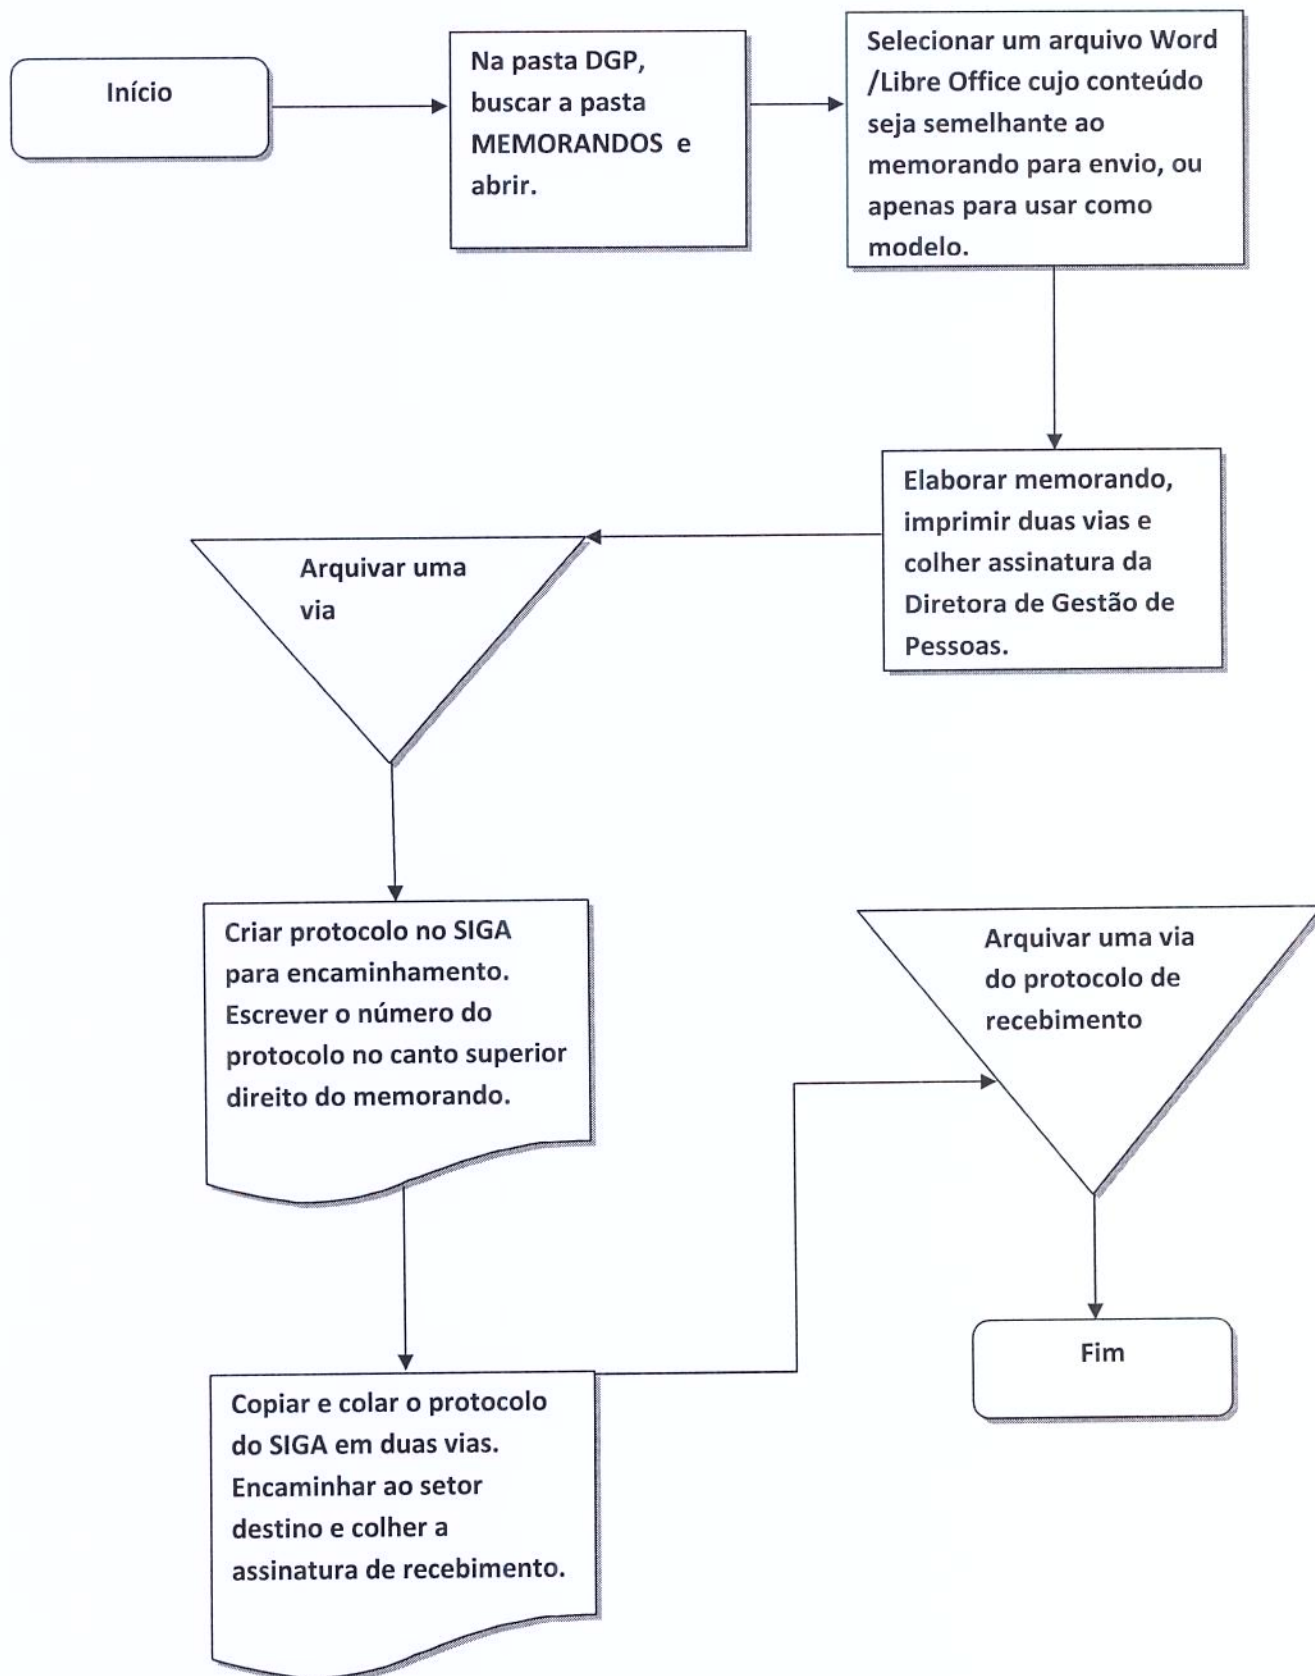 Início
Na pasta DGP,
buscar a pasta
MEMORANDOS e
abrir.
Selecionar um arquivo Word
/Libre Office cujo conteúdo
seja semelhante ao
memorando para envio, ou
apenas para usar como
modelo.
Elaborar memorando,
imprimir duas vias e
colher assinatura da
Diretora de Gestão de
Pessoas.
Arquivar uma
via
Criar protocolo no SIGA
para encaminhamento.
Escrever o número do
protocolo no canto superior
direito do memorando.
Copiar e colar o protocolo
do SIGA em duas vias.
Encaminhar ao setor
destino e colher a
assinatura de recebimento.
Arquivar uma via
do protocolo de
recebimento
Fim